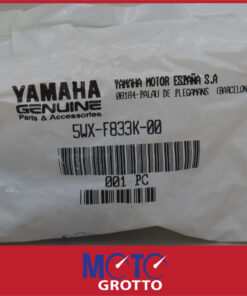 YAMAHA
GENUINE
Parts & Accessories
YAMAHA MOTOR ESPAÑA S.A
08184-PALAU DE PLEGAMANS (BARCELON
5WX-F833K-00
001 PC
MOTO
GROTTO